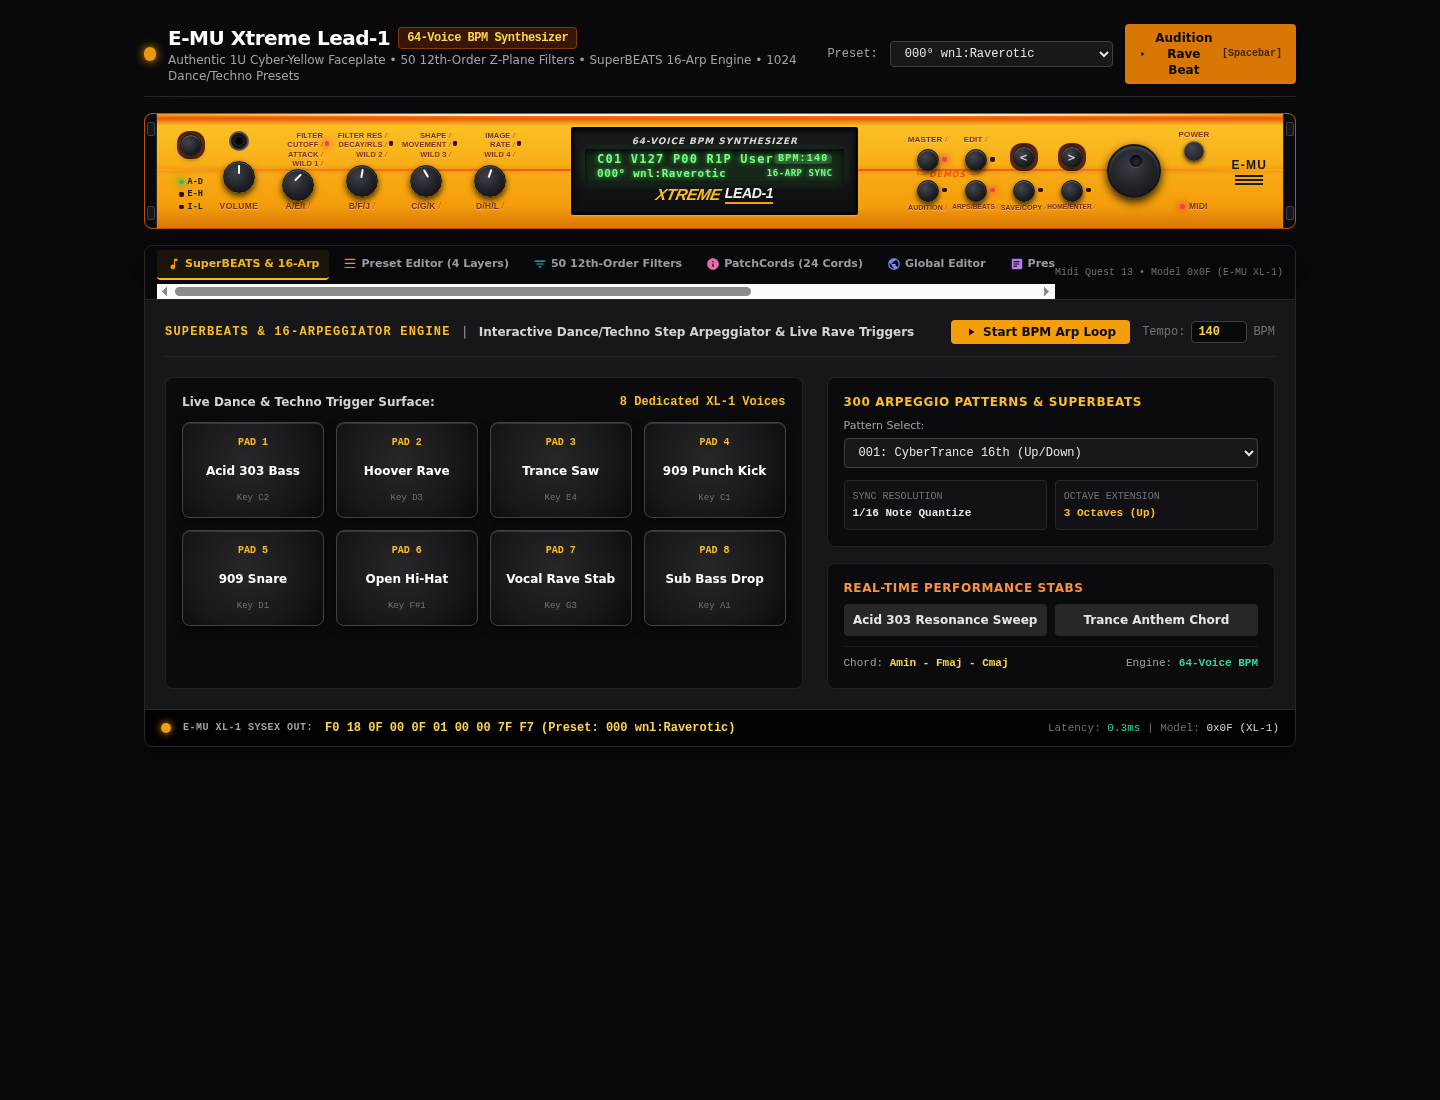 E-MU Xtreme Lead-1 64-Voice BPM Synthesizer
Authentic 1U Cyber-Yellow Faceplate • 50 12th-Order Z-Plane Filters • SuperBEATS 16-Arp Engine • 1024
Dance/Techno Presets
Preset: 000° wnl:Raverotic
Audition
Rave
Beat
[Spacebar]
A-D
E-H
I-L
VOLUME
FILTER
CUTOFF /
ATTACK /
WILD 1 /
A/E/I /
FILTER RES /
DECAY/RLS /
WILD 2 /
B/F/J /
SHAPE /
MOVEMENT /
WILD 3 /
C/G/K /
IMAGE /
RATE /
WILD 4 /
D/H/L /
64-VOICE BPM SYNTHESIZER
C01 V127 P00 R1P User BPM:140
000° wnl:Raverotic 16-ARP SYNC
XTREME LEAD-1
MASTER / EDIT /
< >
DEMOS
AUDITION / ARPS/BEATS / SAVE/COPY / HOME/ENTER /
POWER
MIDI
E-MU
SuperBEATS & 16-Arp
Preset Editor (4 Layers)
50 12th-Order Filters
PatchCords (24 Cords)
Global Editor
Pres
Midi Quest 13 • Model 0x0F (E-MU XL-1)
SUPERBEATS & 16-ARPEGGIATOR ENGINE | Interactive Dance/Techno Step Arpeggiator & Live Rave Triggers
Start BPM Arp Loop
Tempo: 140 BPM
Live Dance & Techno Trigger Surface: 8 Dedicated XL-1 Voices
PAD 1
Acid 303 Bass
Key C2
PAD 2
Hoover Rave
Key D3
PAD 3
Trance Saw
Key E4
PAD 4
909 Punch Kick
Key C1
PAD 5
909 Snare
Key D1
PAD 6
Open Hi-Hat
Key F#1
PAD 7
Vocal Rave Stab
Key G3
PAD 8
Sub Bass Drop
Key A1
300 ARPEGGIO PATTERNS & SUPERBEATS
Pattern Select:
001: CyberTrance 16th (Up/Down)
SYNC RESOLUTION
1/16 Note Quantize
OCTAVE EXTENSION
3 Octaves (Up)
REAL-TIME PERFORMANCE STABS
Acid 303 Resonance Sweep
Trance Anthem Chord
Chord: Amin - Fmaj - Cmaj
Engine: 64-Voice BPM
E-MU XL-1 SYSEX OUT: F0 18 0F 00 0F 01 00 00 7F F7 (Preset: 000 wnl:Raverotic)
Latency: 0.3ms | Model: 0x0F (XL-1)